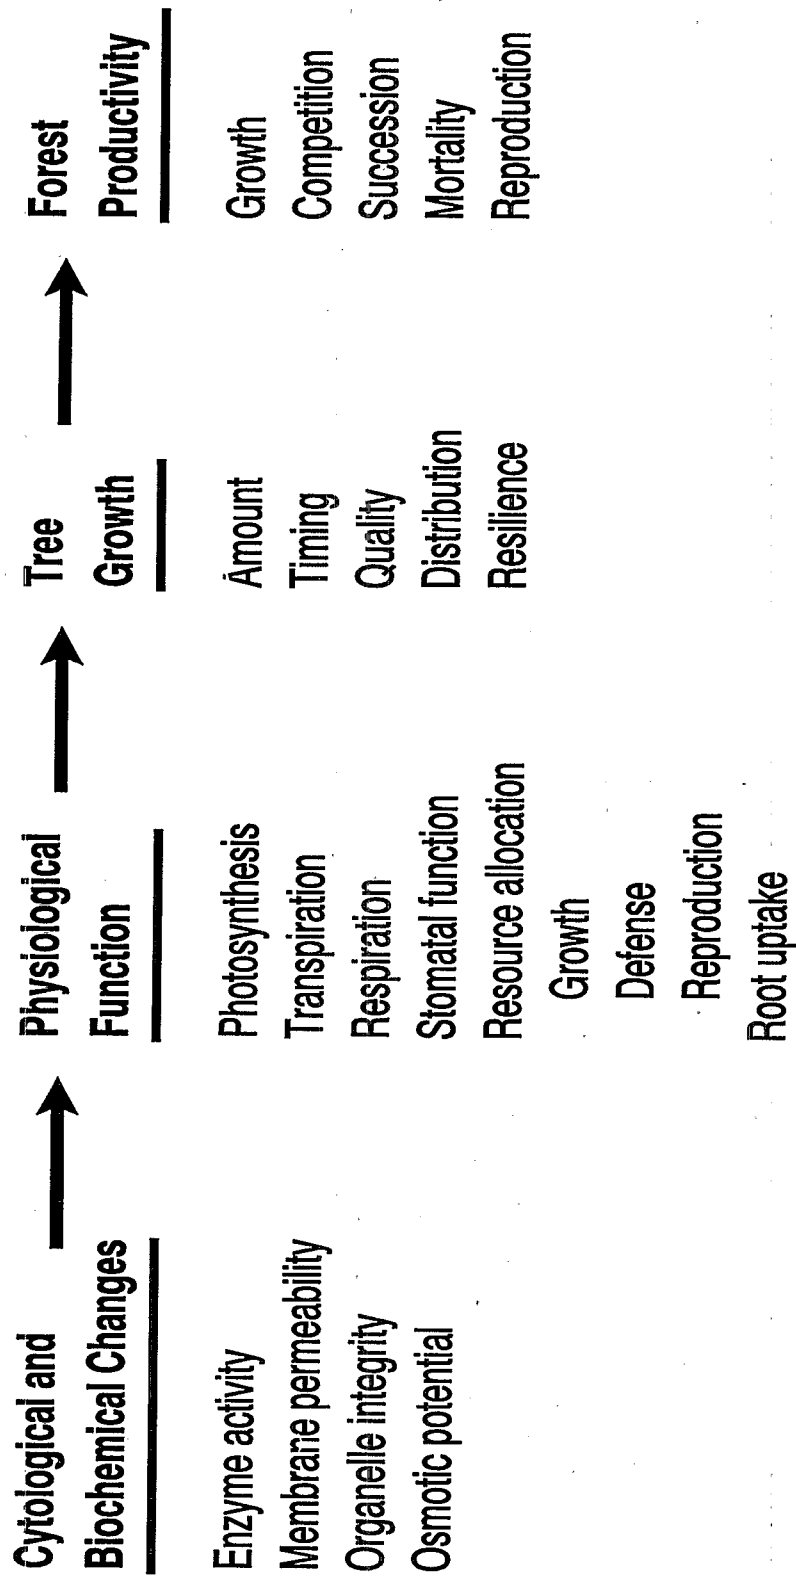 Cytological and
Biochemical Changes
Enzyme activity
Membrane permeability
Organelle integrity
Osmotic potential
Physiological
Function
Photosynthesis
Transpiration
Respiration
Stomatal function
Resource allocation
Growth
Defense
Reproduction
Root uptake
Tree
Growth
Amount
Timing
Quality
Distribution
Resilience
Forest
Productivity
Growth
Competition
Succession
Mortality
Reproduction